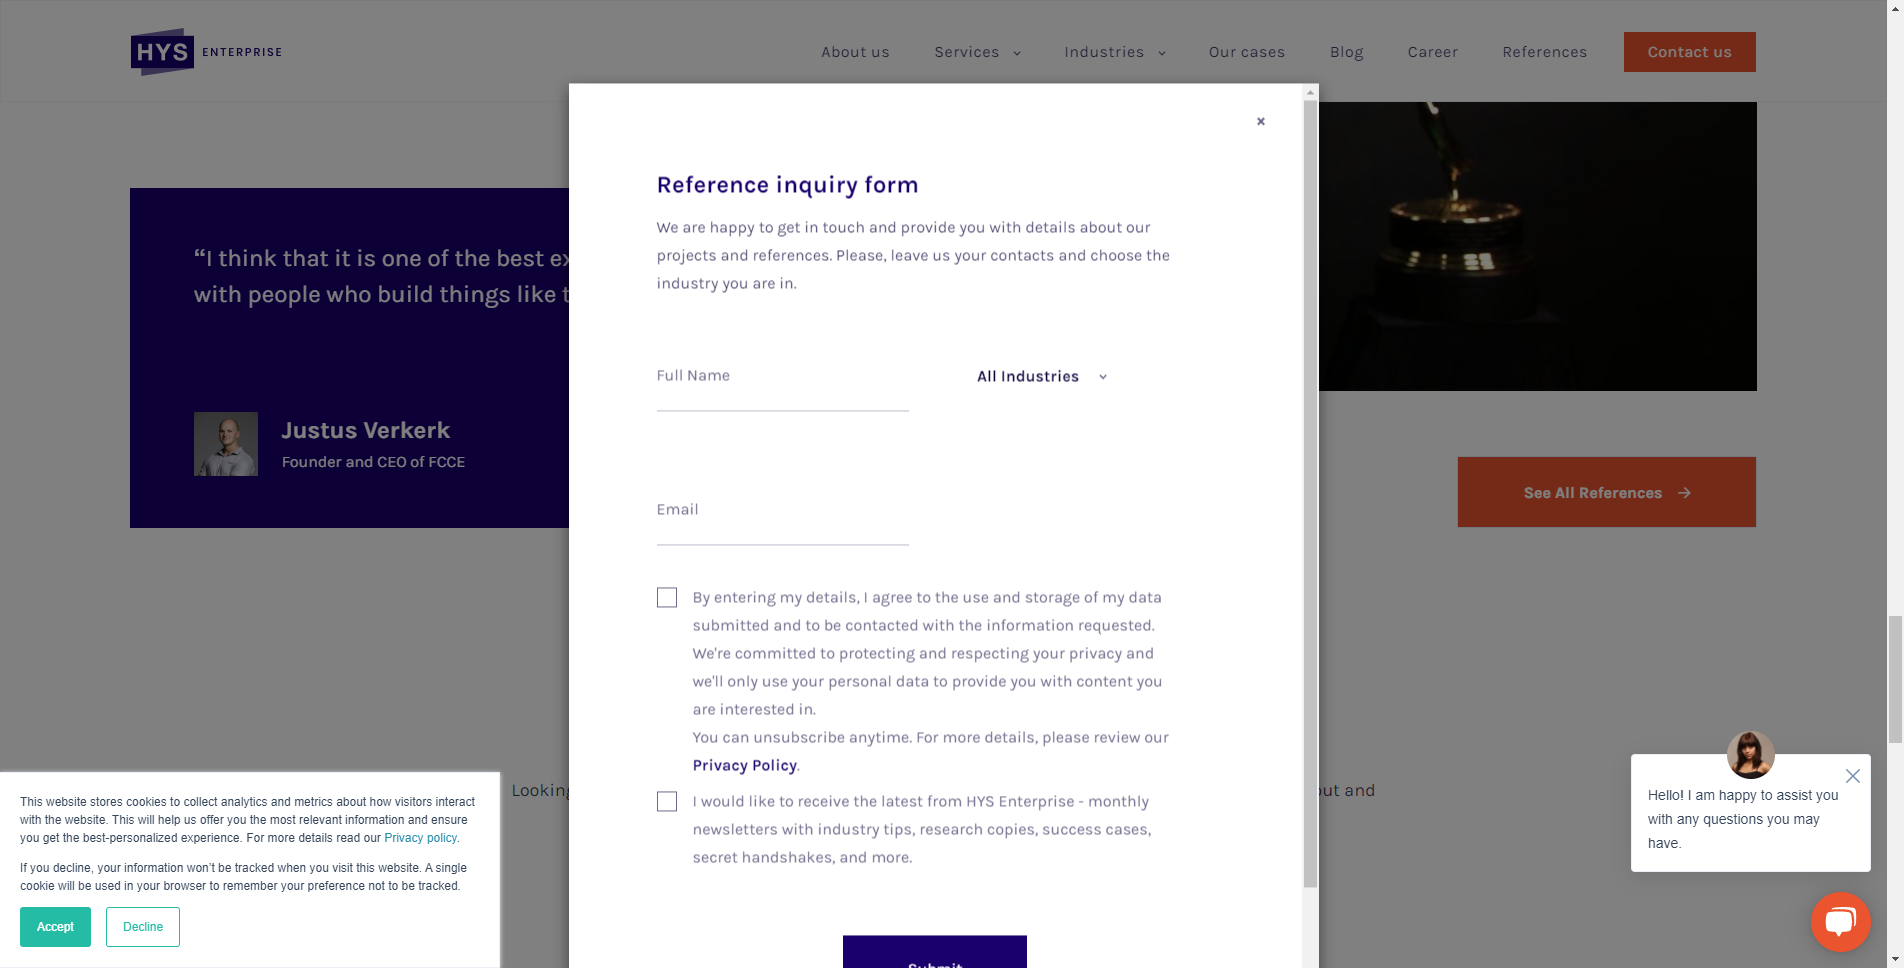 HYS ENTERPRISE
About us
Services
Industries
Our cases
Blog
Career
References
Contact us
“I think that it is one of the best ex
with people who build things like t
Justus Verkerk
Founder and CEO of FCCE
Reference inquiry form
We are happy to get in touch and provide you with details about our
projects and references. Please, leave us your contacts and choose the
industry you are in.
Full Name
All Industries
Email
By entering my details, I agree to the use and storage of my data
submitted and to be contacted with the information requested.
We're committed to protecting and respecting your privacy and
we'll only use your personal data to provide you with content you
are interested in.
You can unsubscribe anytime. For more details, please review our
Privacy Policy.
I would like to receive the latest from HYS Enterprise - monthly
newsletters with industry tips, research copies, success cases,
secret handshakes, and more.
Submit
See All References
Looking
out and
This website stores cookies to collect analytics and metrics about how visitors interact
with the website. This will help us offer you the most relevant information and ensure
you get the best-personalized experience. For more details read our Privacy policy.
If you decline, your information won’t be tracked when you visit this website. A single
cookie will be used in your browser to remember your preference not to be tracked.
Accept
Decline
Hello! I am happy to assist you
with any questions you may
have.